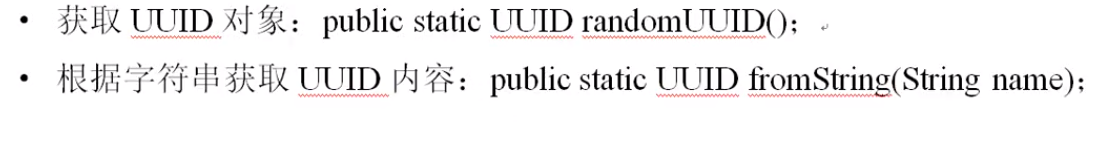 • 获取 UUID 对象：public static UUID randomUUID()；
• 根据字符串获取 UUID 内容：public static UUID fromString(String name)；